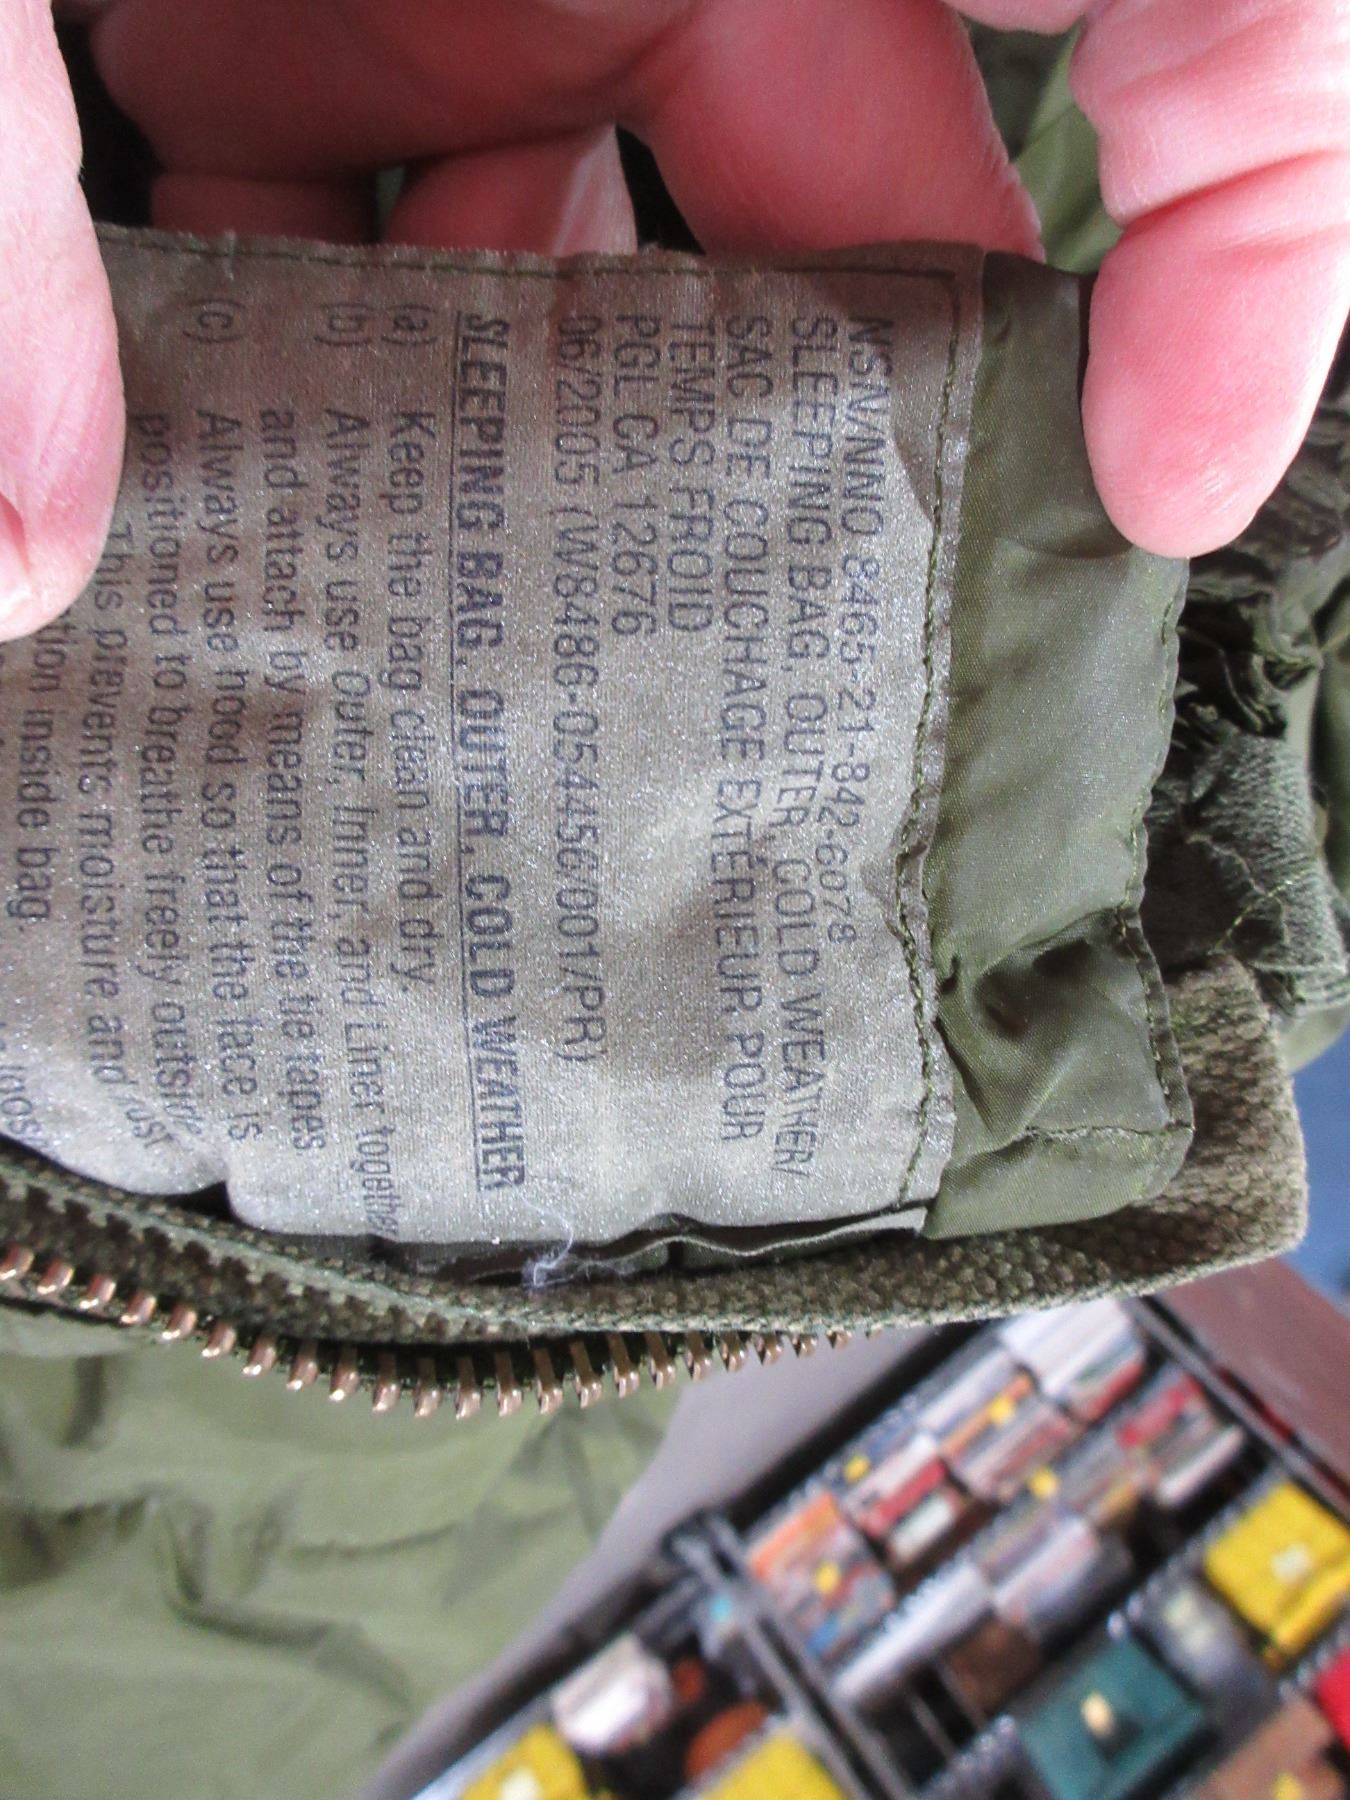 NSN/NNO 8465-21-842-6078
SLEEPING BAG, OUTER, COLD WEATHER/
SAC DE COUCHAGE EXTÉRIEUR POUR
TEMPS FROID
PGL CA 12676
06/2005 (W8486-054456/001/PR)
SLEEPING BAG, OUTER, COLD WEATHER
(a) Keep the bag clean and dry.
(b) Always use Outer, Inner, and Liner together
and attach by means of the tie tapes
(c) Always use hood so that the face is
positioned to breathe freely outside
This prevents moisture and
inside bag.